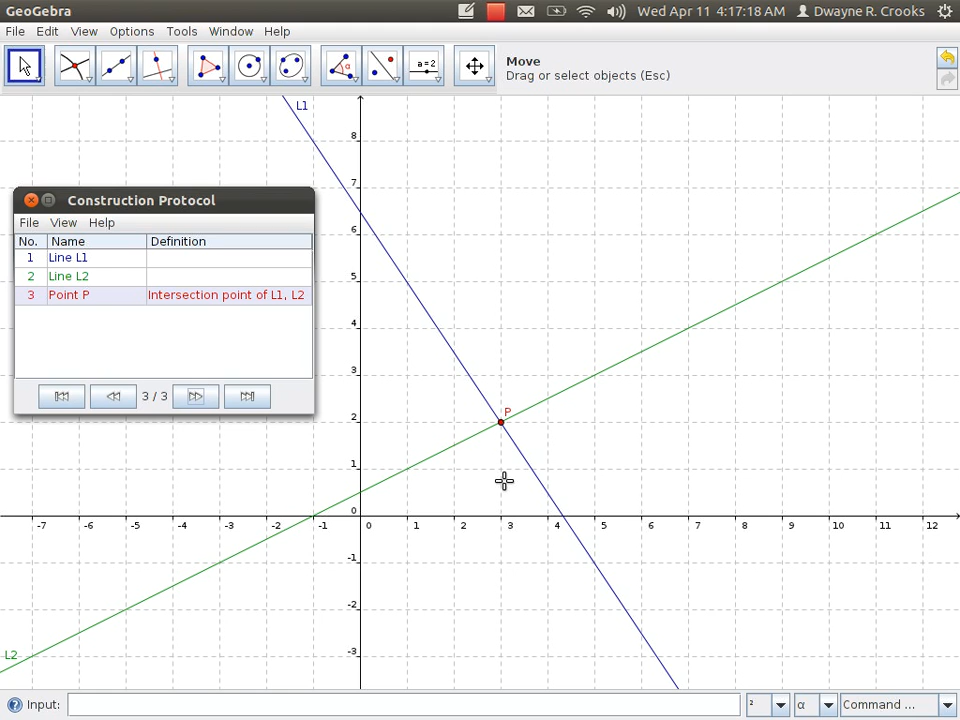 GeoGebra
Wed Apr 11 4:17:18 AM Dwayne R. Crooks
File Edit View Options Tools Window Help
α a = 2
Move
Drag or select objects (Esc)
L1
8
7
6
5
4
3
2
1
0
-1
-2
-3
Construction Protocol
File View Help
No. Name Definition
1 Line L1
2 Line L2
3 Point P Intersection point of L1, L2
3 / 3
P
-7 -6 -5 -4 -3 -2 -1 0 1 2 3 4 5 6 7 8 9 10 11 12
L2
Input: ² α Command ...